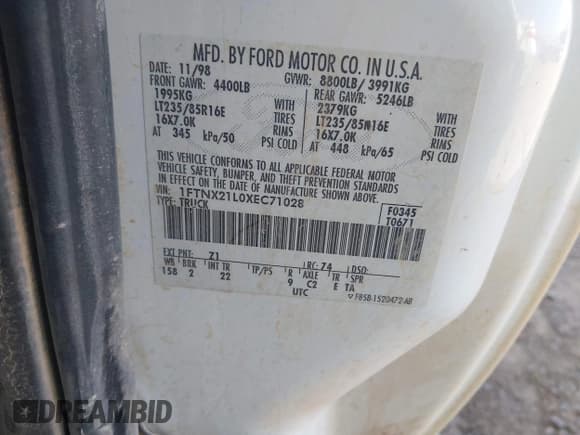 MFD. BY FORD MOTOR CO. IN U.S.A.
DATE: 11/98 GVWR: 8800LB/ 3991KG
FRONT GAWR: 4400LB REAR GAWR: 5246LB
1995KG WITH 2379KG WITH
LT235/85R16E TIRES LT235/85R16E TIRES
16X7.0K RIMS 16X7.0K RIMS
AT 345 kPa/50 PSI COLD AT 448 kPa/65 PSI COLD
THIS VEHICLE CONFORMS TO ALL APPLICABLE FEDERAL MOTOR
VEHICLE SAFETY, BUMPER, AND THEFT PREVENTION STANDARDS
IN EFFECT ON THE DATE OF MANUFACTURE SHOWN ABOVE.
VIN: 1FTNX21L0XEC71028 F0345
TYPE: TRUCK T0671
EXT PNT: Z1 RC: 74 DSO:
WB BRK INT TR TP/PS R AXLE TR SPR
158 2 22 9 C2 E TA
UTC F85B-1520472-AB
DREAMBID